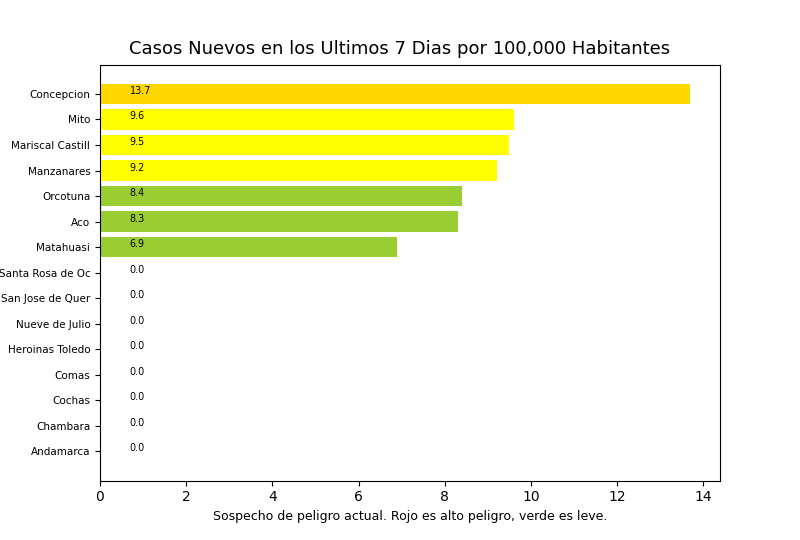 Casos Nuevos en los Ultimos 7 Dias por 100,000 Habitantes
Concepcion 13.7
Mito 9.6
Mariscal Castill 9.5
Manzanares 9.2
Orcotuna 8.4
Aco 8.3
Matahuasi 6.9
Santa Rosa de Oc 0.0
San Jose de Quer 0.0
Nueve de Julio 0.0
Heroinas Toledo 0.0
Comas 0.0
Cochas 0.0
Chambara 0.0
Andamarca 0.0
0 2 4 6 8 10 12 14
Sospecho de peligro actual. Rojo es alto peligro, verde es leve.